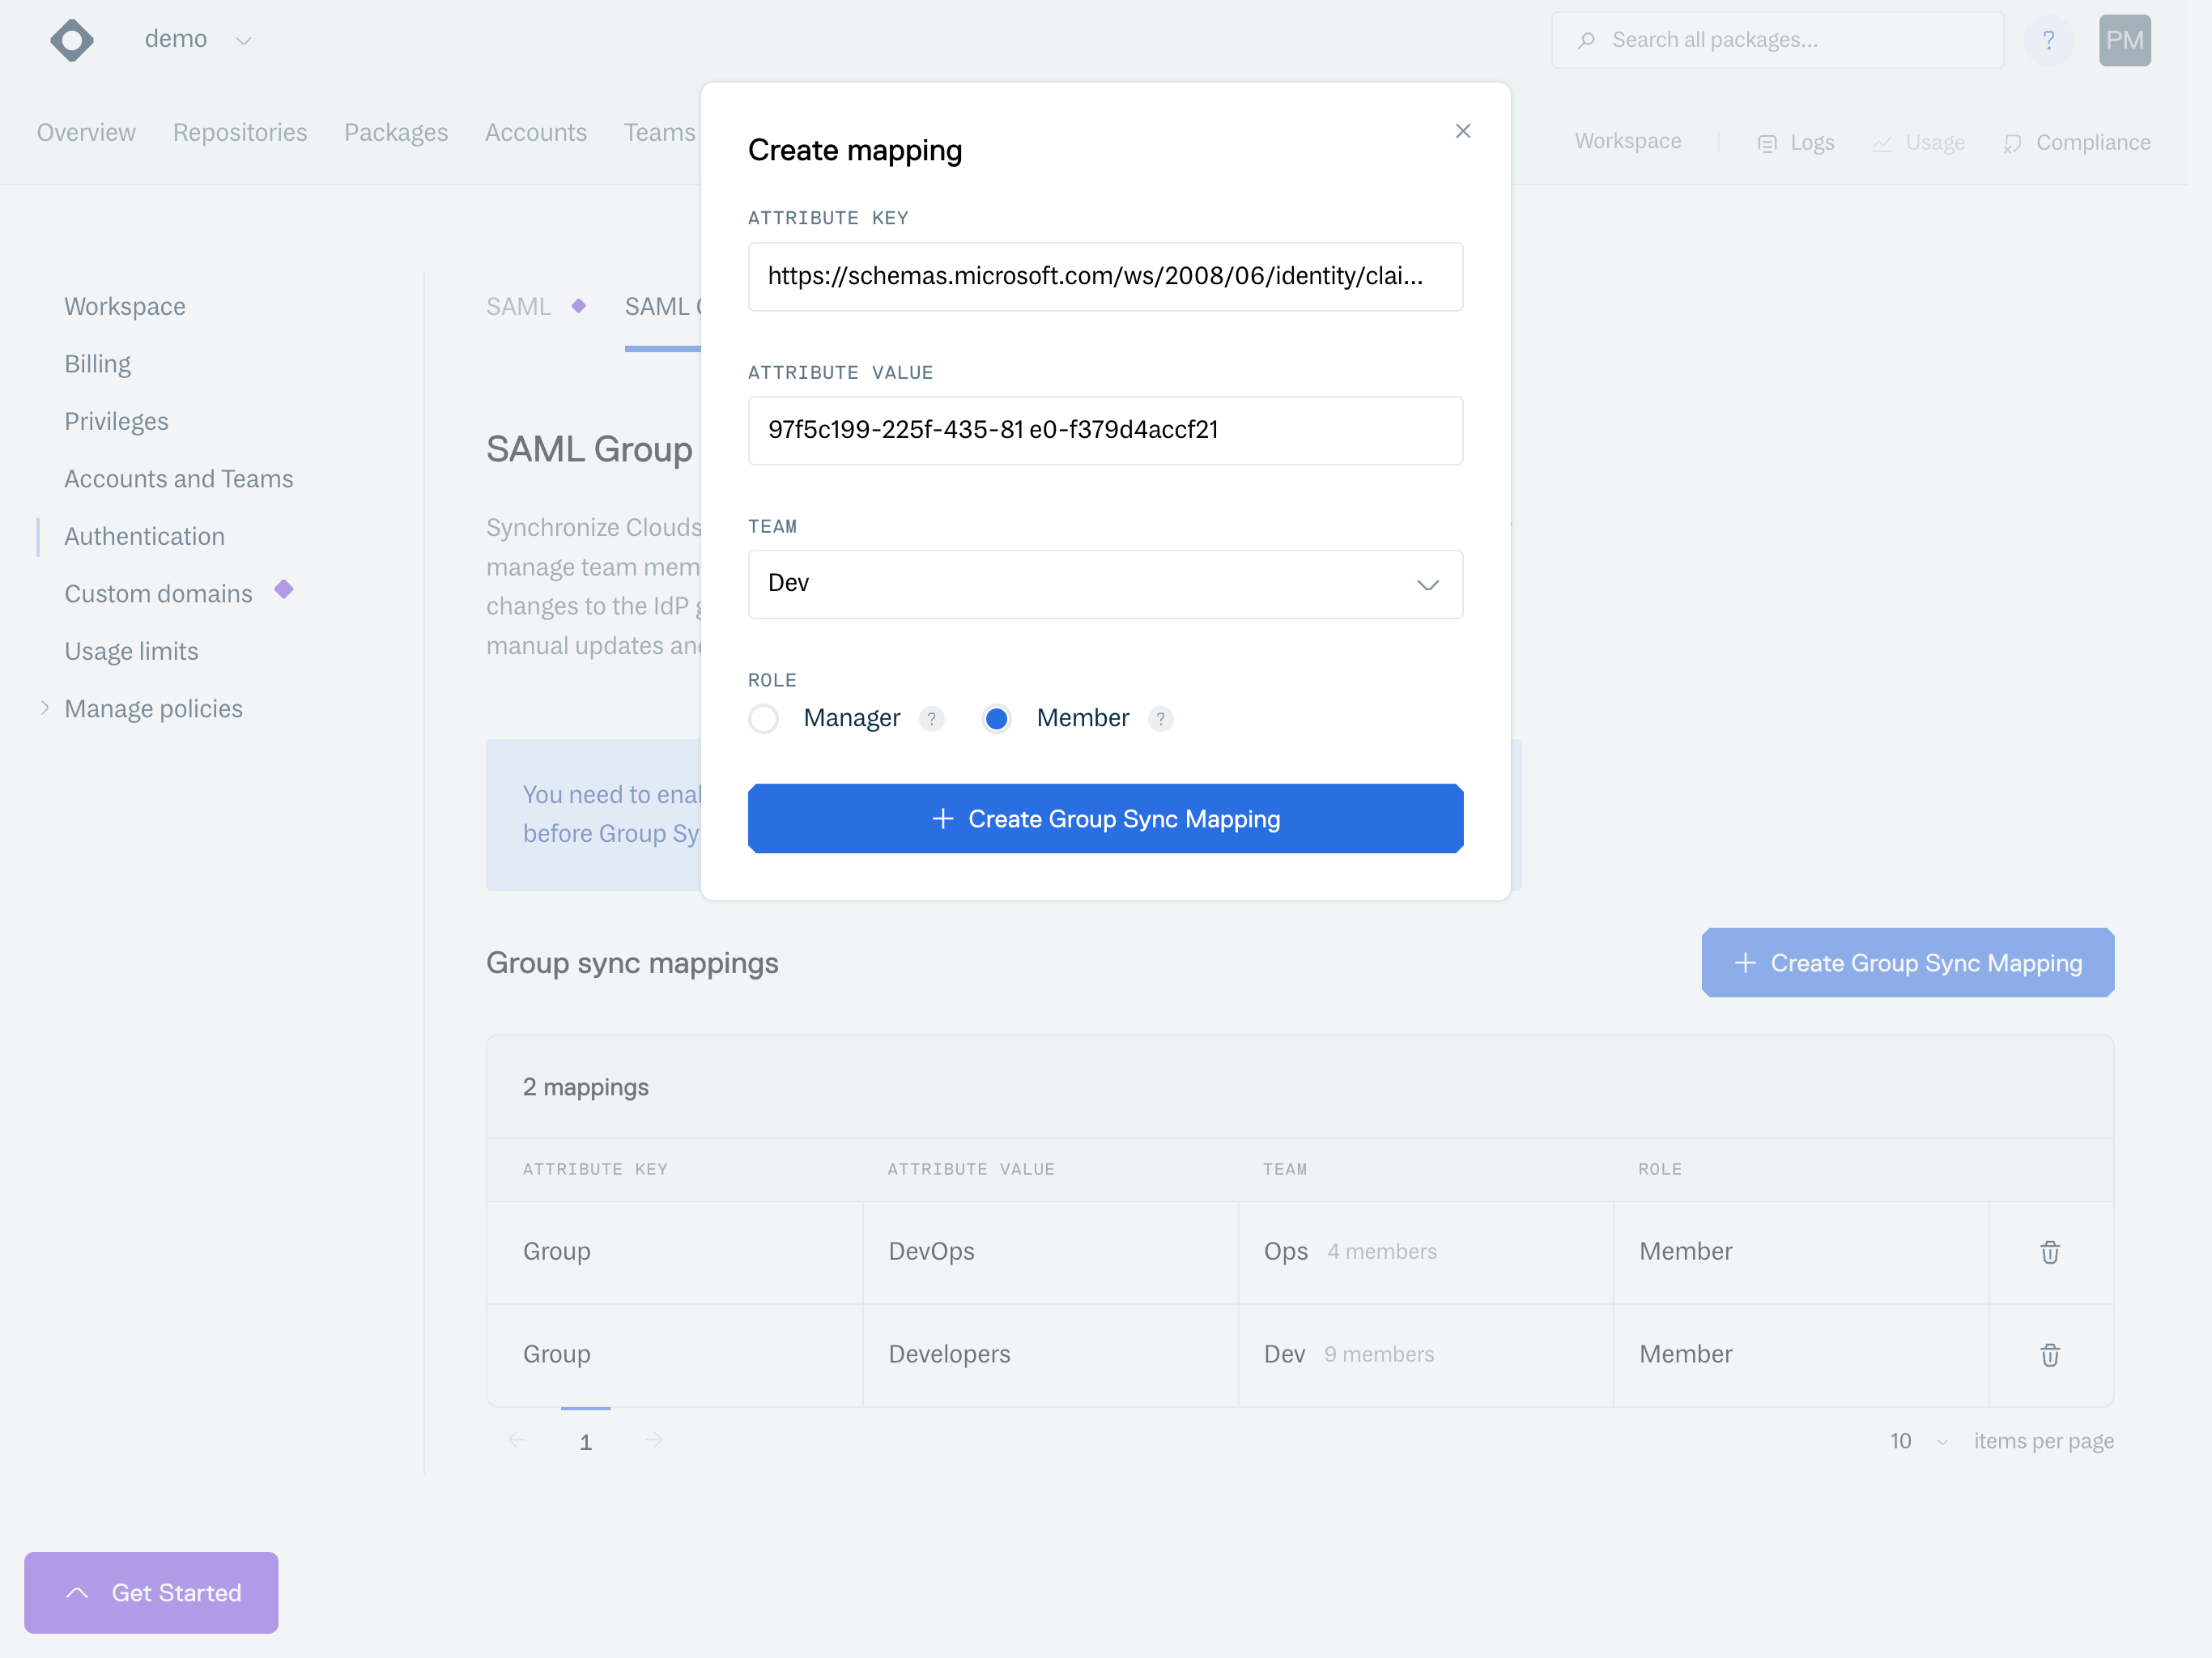 demo
Search all packages...
?
PM
Overview
Repositories
Packages
Accounts
Teams
Workspace
Logs
Usage
Compliance
Create mapping
ATTRIBUTE KEY
https://schemas.microsoft.com/ws/2008/06/identity/clai...
ATTRIBUTE VALUE
97f5c199-225f-435-81 e0-f379d4accf21
TEAM
Dev
ROLE
Manager ?
Member ?
+ Create Group Sync Mapping
Workspace
Billing
Privileges
Accounts and Teams
Authentication
Custom domains
Usage limits
Manage policies
SAML
SAML
SAML Group
Synchronize Clouds
manage team mem
changes to the IdP
manual updates an
You need to enal
before Group Sy
Group sync mappings
+ Create Group Sync Mapping
2 mappings
ATTRIBUTE KEY ATTRIBUTE VALUE TEAM ROLE
Group DevOps Ops 4 members Member
Group Developers Dev 9 members Member
1
10 items per page
Get Started